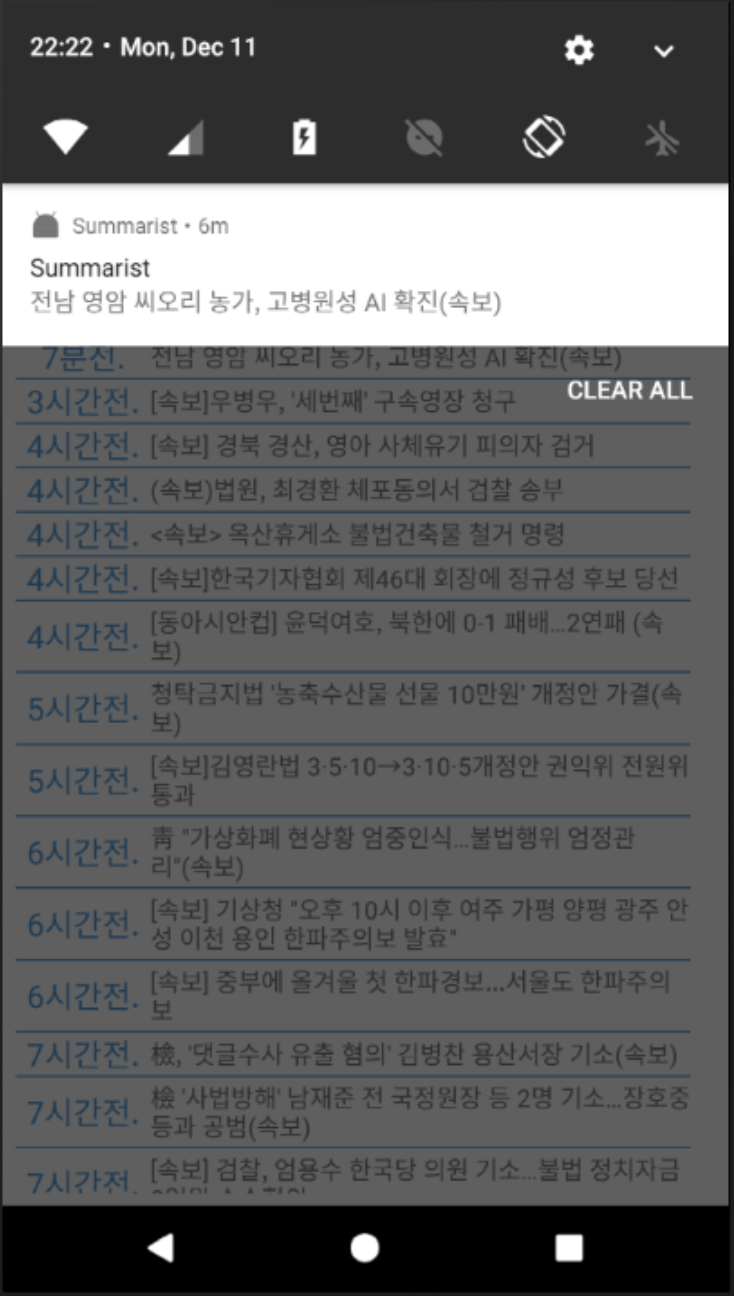 22:22 • Mon, Dec 11
Summarist • 6m
Summarist
전남 영암 씨오리 농가, 고병원성 AI 확진(속보)
7분전. 전남 영암 씨오리 농가, 고병원성 AI 확진(속보)
CLEAR ALL
3시간전. [속보]우병우, '세번째' 구속영장 청구
4시간전. [속보] 경북 경산, 영아 사체유기 피의자 검거
4시간전. (속보)법원, 최경환 체포동의서 검찰 송부
4시간전. <속보> 옥산휴게소 불법건축물 철거 명령
4시간전. [속보]한국기자협회 제46대 회장에 정규성 후보 당선
4시간전. [동아시안컵] 윤덕여호, 북한에 0-1 패배...2연패 (속
보)
5시간전. 청탁금지법 '농축수산물 선물 10만원' 개정안 가결(속
보)
5시간전. [속보]김영란법 3·5·10→3·10·5개정안 권익위 전원위
통과
6시간전. 靑 "가상화폐 현상황 엄중인식...불법행위 엄정관
리"(속보)
6시간전. [속보] 기상청 "오후 10시 이후 여주 가평 양평 광주 안
성 이천 용인 한파주의보 발효"
6시간전. [속보] 중부에 올겨울 첫 한파경보...서울도 한파주의
보
7시간전. 檢, '댓글수사 유출 혐의' 김병찬 용산서장 기소(속보)
7시간전. 檢 '사법방해' 남재준 전 국정원장 등 2명 기소...장호중
등과 공범(속보)
7시간전. [속보] 검찰, 엄용수 한국당 의원 기소...불법 정치자금